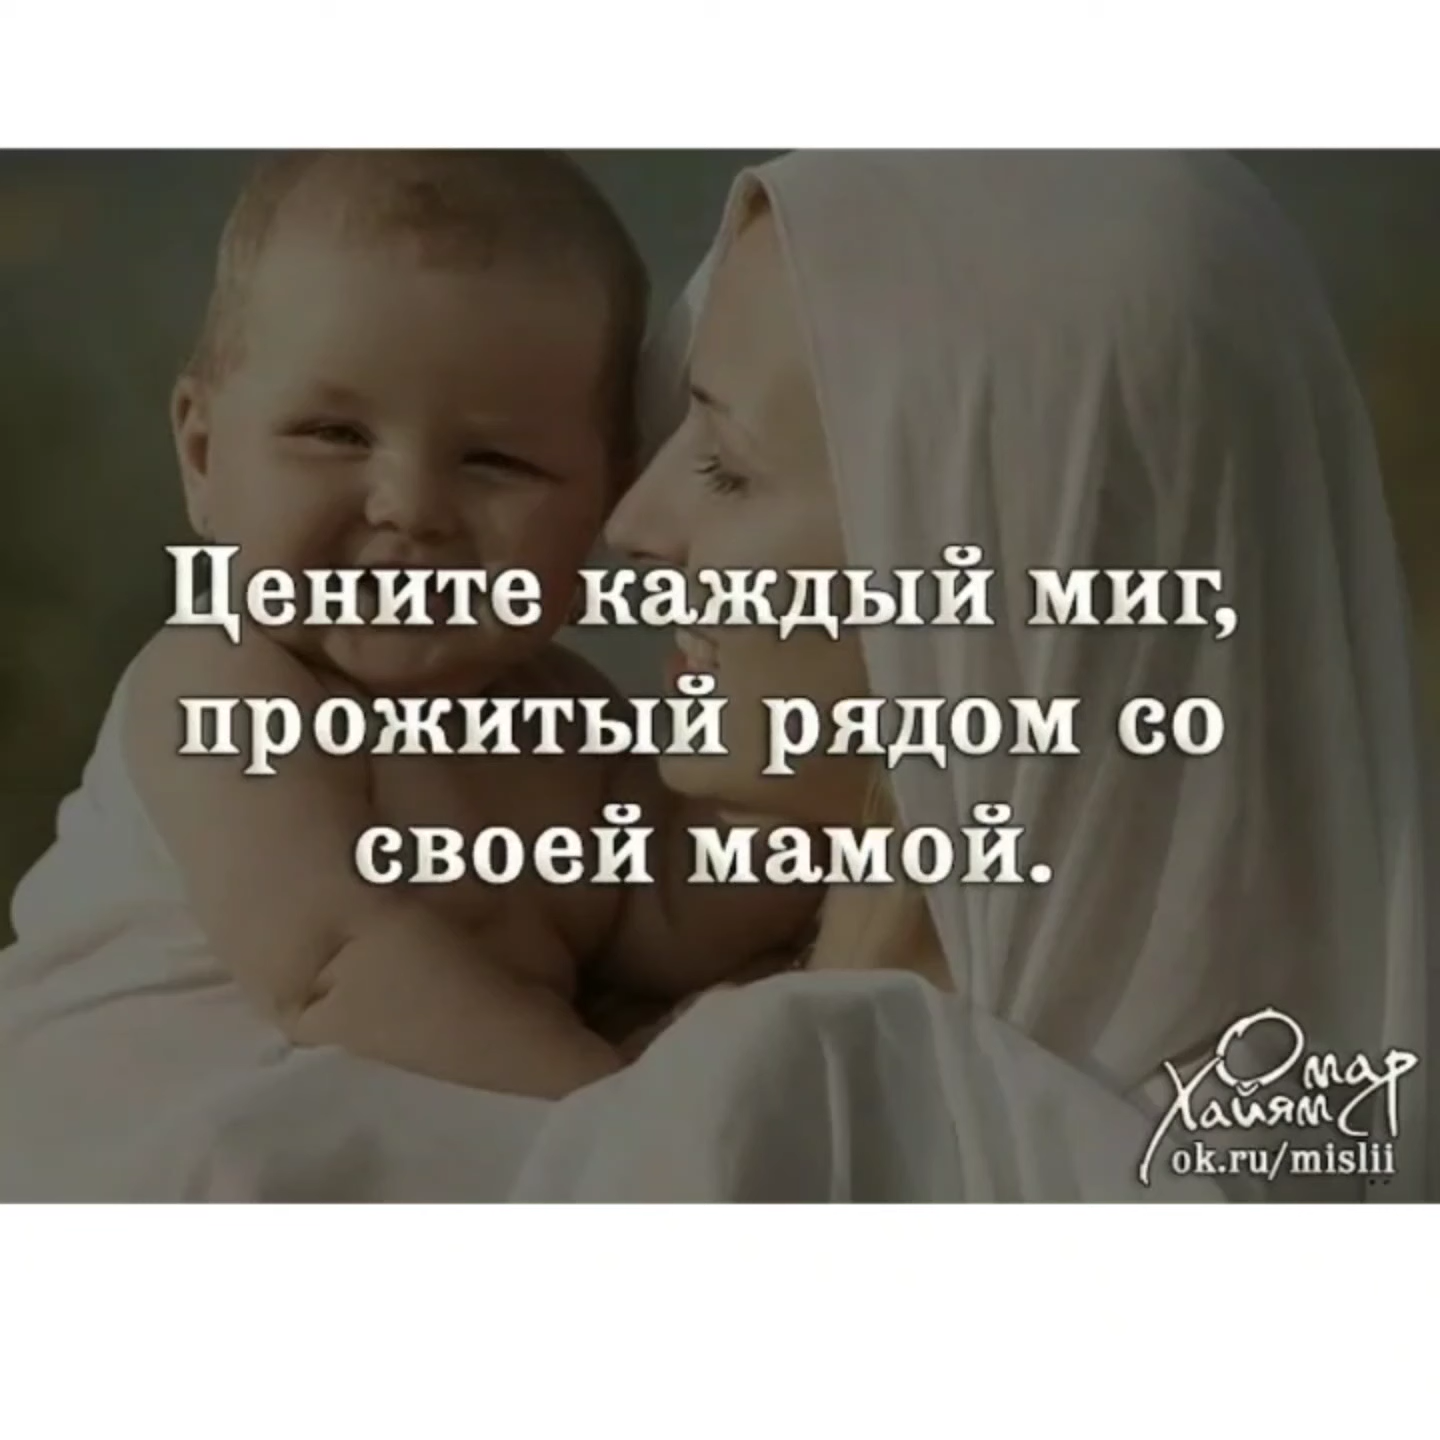 Цените каждый миг,
прожитый рядом со
своей мамой.
Омар
Хайям
ok.ru/mislii